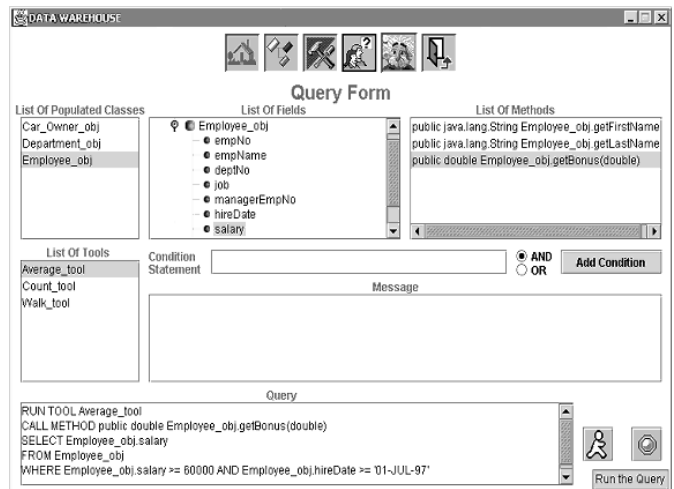 DATA WAREHOUSE
Query Form
List Of Populated Classes
List Of Fields
List Of Methods
Car_Owner_obj
Department_obj
Employee_obj
Employee_obj
empNo
empName
deptNo
job
managerEmpNo
hireDate
salary
public java.lang.String Employee_obj.getFirstName
public java.lang.String Employee_obj.getLastName
public double Employee_obj.getBonus(double)
List Of Tools
Average_tool
Count_tool
Walk_tool
Condition
Statement
AND
OR
Add Condition
Message
Query
RUN TOOL Average_tool
CALL METHOD public double Employee_obj.getBonus(double)
SELECT Employee_obj.salary
FROM Employee_obj
WHERE Employee_obj.salary >= 60000 AND Employee_obj.hireDate >= '01-JUL-97'
Run the Query